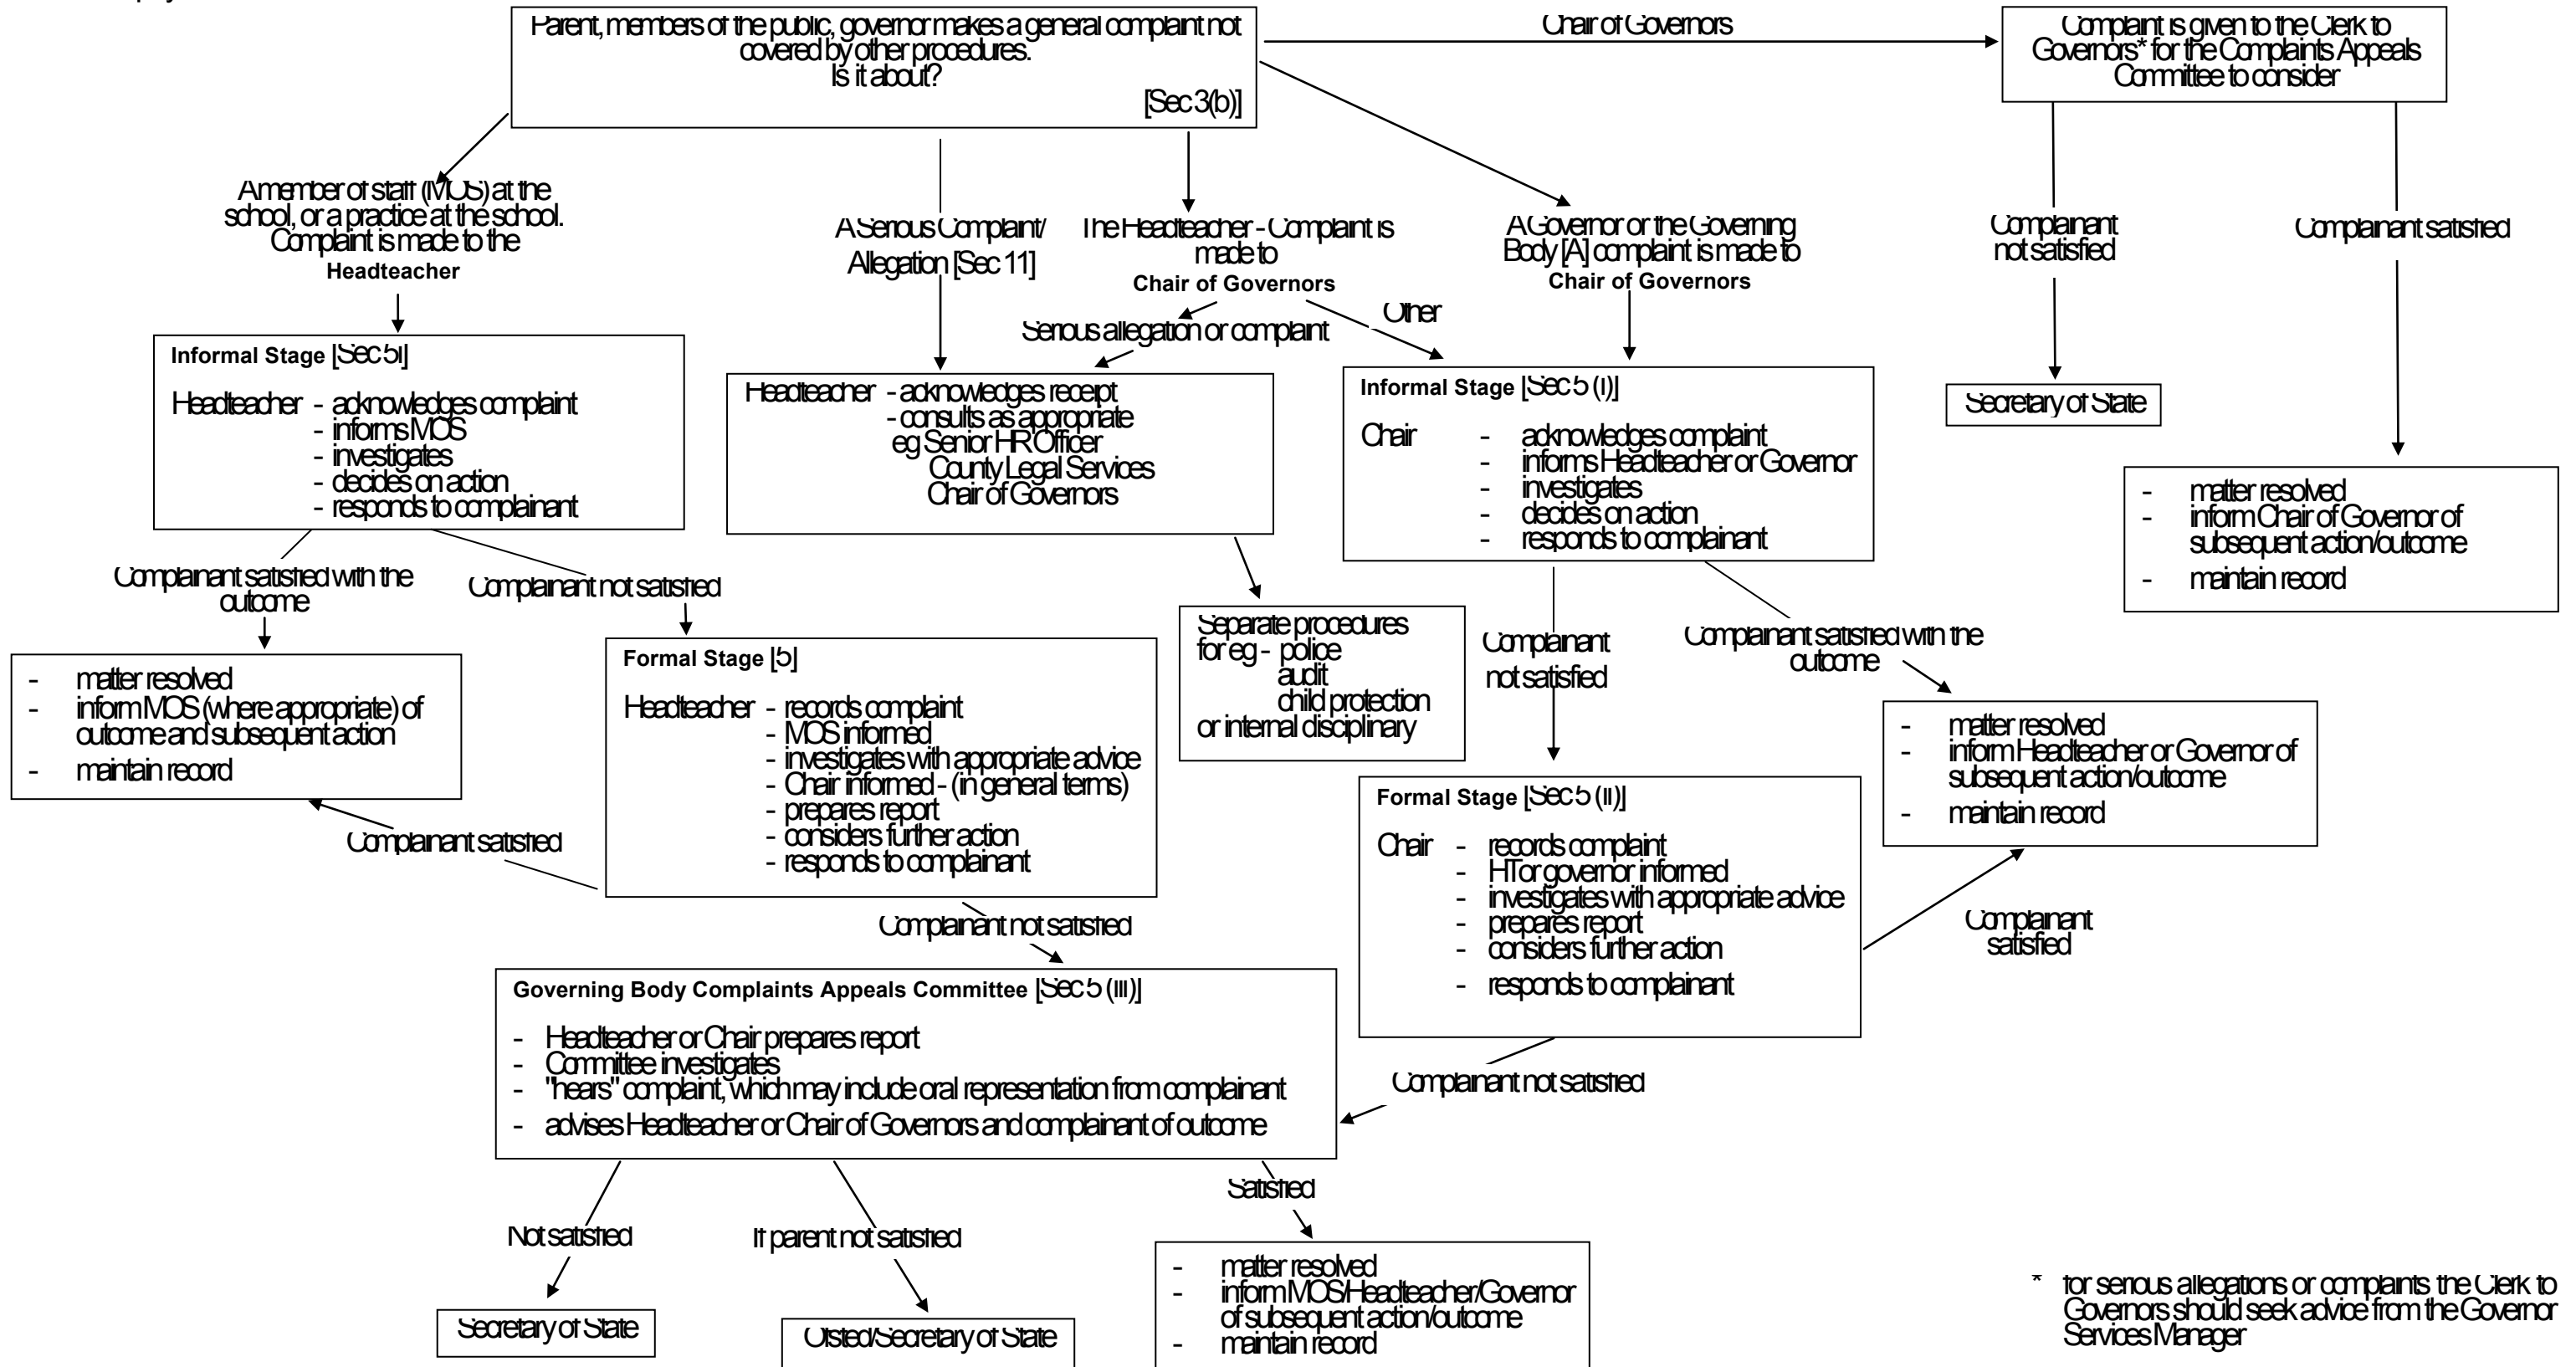 Parent, members of the public, governor makes a general complaint not
covered by other procedures.
Is it about?
[Sec 3(b)]
Chair of Governors
Complaint is given to the Clerk to
Governors* for the Complaints Appeals
Committee to consider
A member of staff (MOS) at the
school, or a practice at the school.
Complaint is made to the
Headteacher
A Serious Complaint/
Allegation [Sec 11]
The Headteacher - Complaint is
made to
Chair of Governors
A Governor or the Governing
Body [A] complaint is made to
Chair of Governors
Complainant
not satisfied
Complainant satisfied
Serious allegation or complaint
Other
Informal Stage [Sec 5i]
Headteacher - acknowledges complaint
- informs MOS
- investigates
- decides on action
- responds to complainant
Headteacher - acknowledges receipt
- consults as appropriate
eg Senior HR Officer
County Legal Services
Chair of Governors
Informal Stage [Sec 5 (i)]
Chair - acknowledges complaint
- informs Headteacher or Governor
- investigates
- decides on action
- responds to complainant
Secretary of State
- matter resolved
- inform Chair of Governor of
subsequent action/outcome
- maintain record
Complainant satisfied with the
outcome
Complainant not satisfied
Separate procedures
for eg - police
audit
child protection
or internal disciplinary
Complainant
not satisfied
Complainant satisfied with the
outcome
- matter resolved
- inform MOS (where appropriate) of
outcome and subsequent action
- maintain record
Formal Stage [5]
Headteacher - records complaint
- MOS informed
- investigates with appropriate advice
- Chair informed - (in general terms)
- prepares report
- considers further action
- responds to complainant
- matter resolved
- inform Headteacher or Governor of
subsequent action/outcome
- maintain record
Complainant satisfied
Formal Stage [Sec 5 (ii)]
Chair - records complaint
- HT or governor informed
- investigates with appropriate advice
- prepares report
- considers further action
- responds to complainant
Complainant
satisfied
Complainant not satisfied
Governing Body Complaints Appeals Committee [Sec 5 (iii)]
- Headteacher or Chair prepares report
- Committee investigates
- "hears" complaint, which may include oral representation from complainant
- advises Headteacher or Chair of Governors and complainant of outcome
Complainant not satisfied
Not satisfied
If parent not satisfied
Satisfied
Secretary of State
Ofsted/Secretary of State
- matter resolved
- inform MOS/Headteacher/Governor
of subsequent action/outcome
- maintain record
* for serious allegations or complaints the Clerk to
Governors should seek advice from the Governor
Services Manager